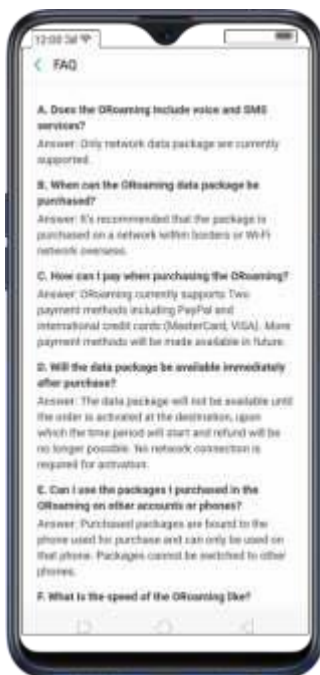 12:00
FAQ
A. Does the ORoaming include voice and SMS
services?
Answer: Only network data package are currently
supported.
B. When can the ORoaming data package be
purchased?
Answer: It's recommended that the package is
purchased on a network within borders or Wi-Fi
network overseas.
C. How can I pay when purchasing the ORoaming?
Answer: ORoaming currently supports Two
payment methods including PayPal and
international credit cards (MasterCard, VISA). More
payment methods will be made available in future.
D. Will the data package be available immediately
after purchase?
Answer: The data package will not be available until
the order is activated at the destination, upon
which the time period will start and refund will be
no longer possible. No network connection is
required for activation.
E. Can I use the packages I purchased in the
ORoaming on other accounts or phones?
Answer: Purchased packages are bound to the
phone used for purchase and can only be used on
that phone. Packages cannot be switched to other
phones.
F. What is the speed of the ORoaming like?